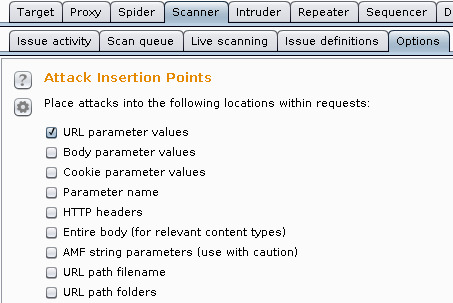 Target Proxy Spider Scanner Intruder Repeater Sequencer
Issue activity Scan queue Live scanning Issue definitions Options
? Attack Insertion Points
Place attacks into the following locations within requests:
URL parameter values
Body parameter values
Cookie parameter values
Parameter name
HTTP headers
Entire body (for relevant content types)
AMF string parameters (use with caution)
URL path filename
URL path folders